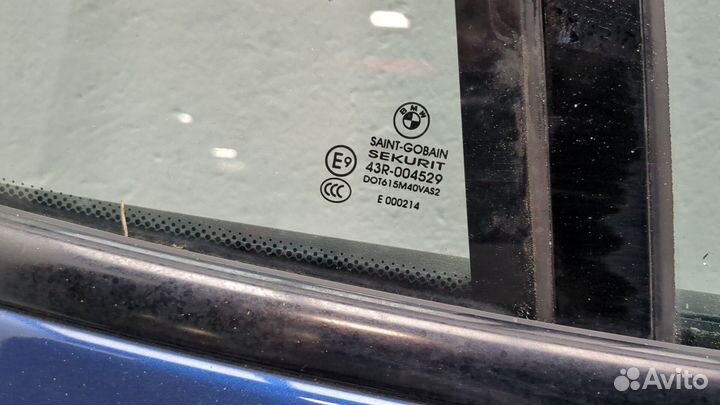 BMW
SAINT-GOBAIN
SEKURIT
E9 43R-004529
CCC DOT615M40VAS2
E 000214
Avito